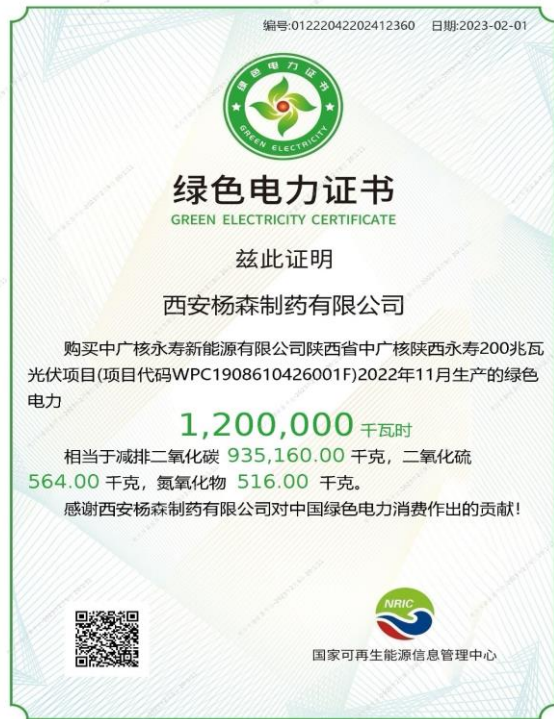 编号:01222042202412360 日期:2023-02-01
绿色电力证书
GREEN ELECTRICITY
绿色电力证书
GREEN ELECTRICITY CERTIFICATE
兹此证明
西安杨森制药有限公司
购买中广核永寿新能源有限公司陕西省中广核陕西永寿200兆瓦
光伏项目(项目代码WPC1908610426001F)2022年11月生产的绿色
电力
1,200,000 千瓦时
相当于减排二氧化碳 935,160.00 千克，二氧化硫
564.00 千克，氮氧化物 516.00 千克。
感谢西安杨森制药有限公司对中国绿色电力消费作出的贡献！
NRIC
国家可再生能源信息管理中心